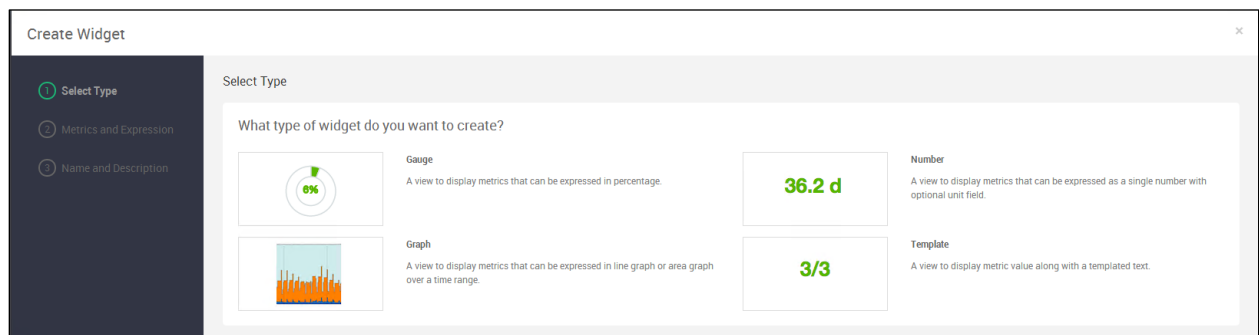 Create Widget
×
1 Select Type
2 Metrics and Expression
3 Name and Description
Select Type
What type of widget do you want to create?
6%
Gauge
A view to display metrics that can be expressed in percentage.
36.2 d
Number
A view to display metrics that can be expressed as a single number with
optional unit field.
Graph
A view to display metrics that can be expressed in line graph or area graph
over a time range.
3/3
Template
A view to display metric value along with a templated text.